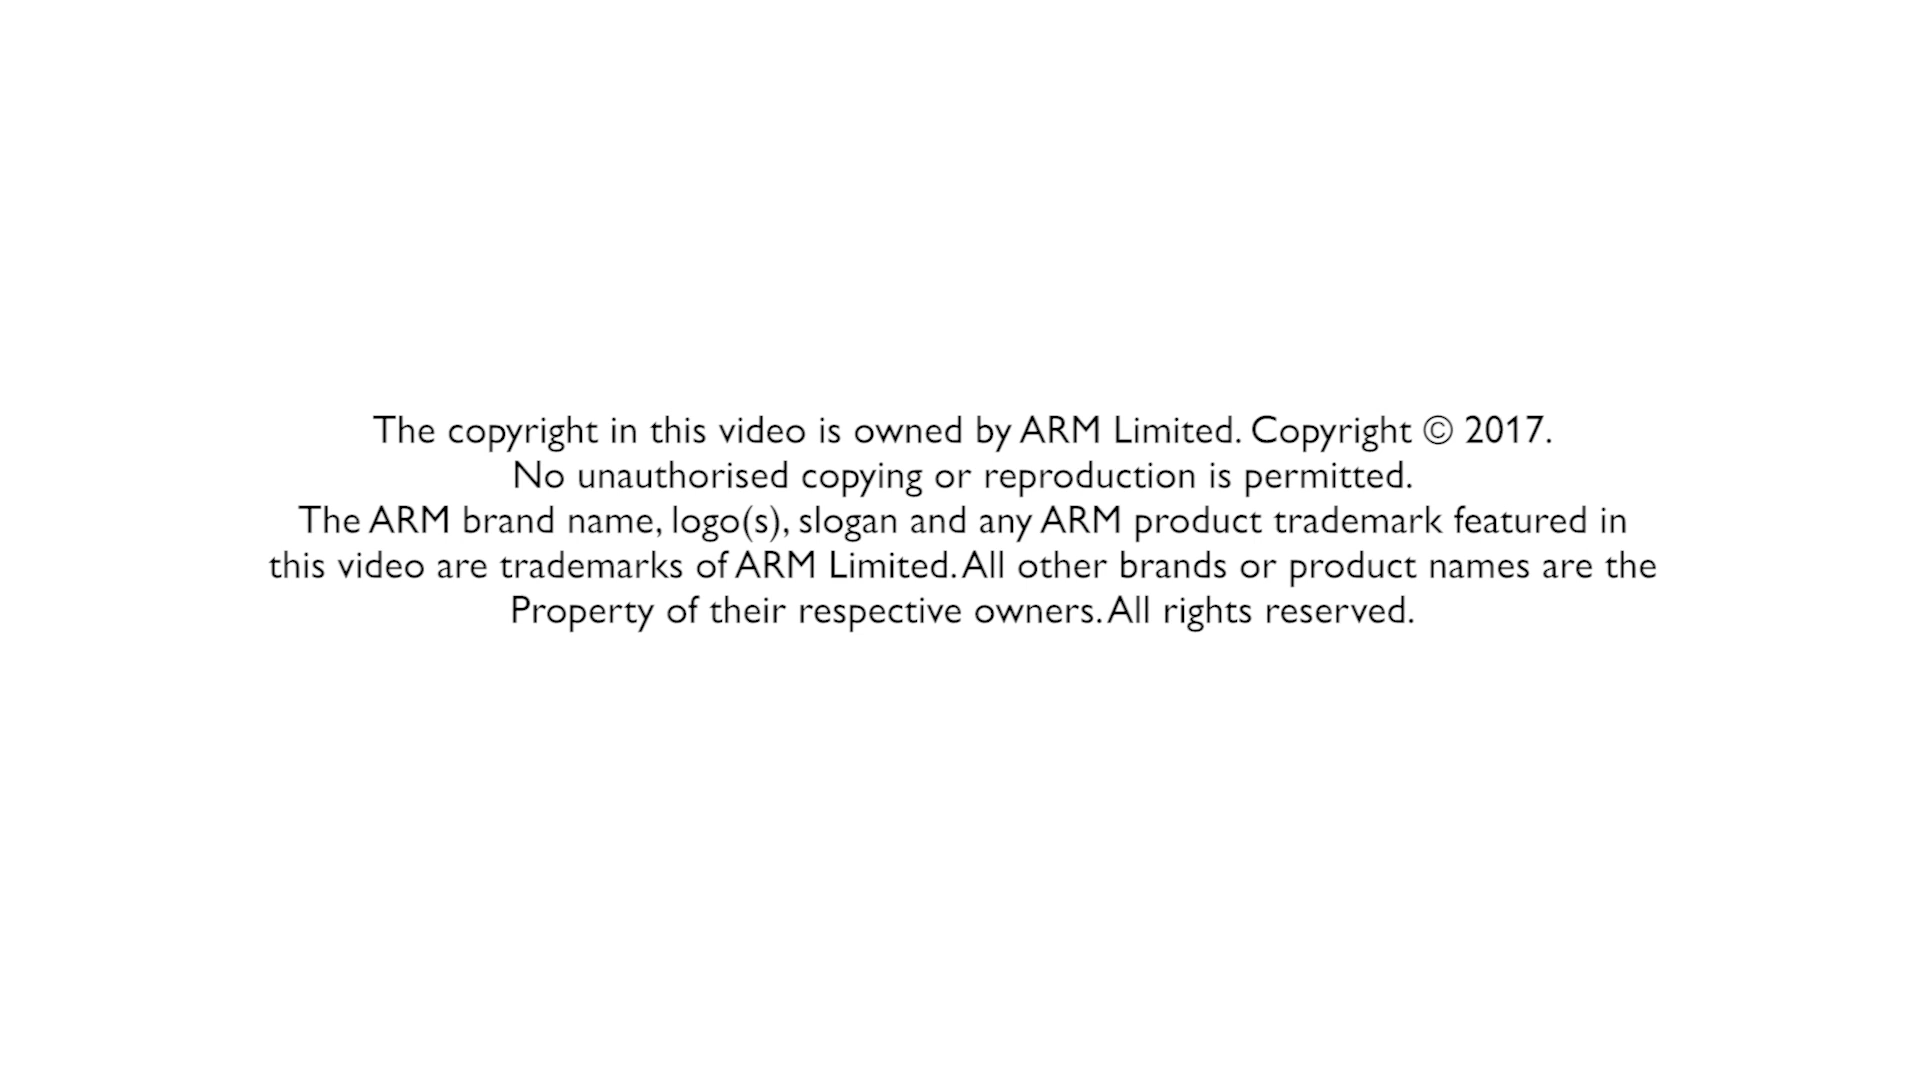 The copyright in this video is owned by ARM Limited. Copyright © 2017.
No unauthorised copying or reproduction is permitted.
The ARM brand name, logo(s), slogan and any ARM product trademark featured in
this video are trademarks of ARM Limited. All other brands or product names are the
Property of their respective owners. All rights reserved.